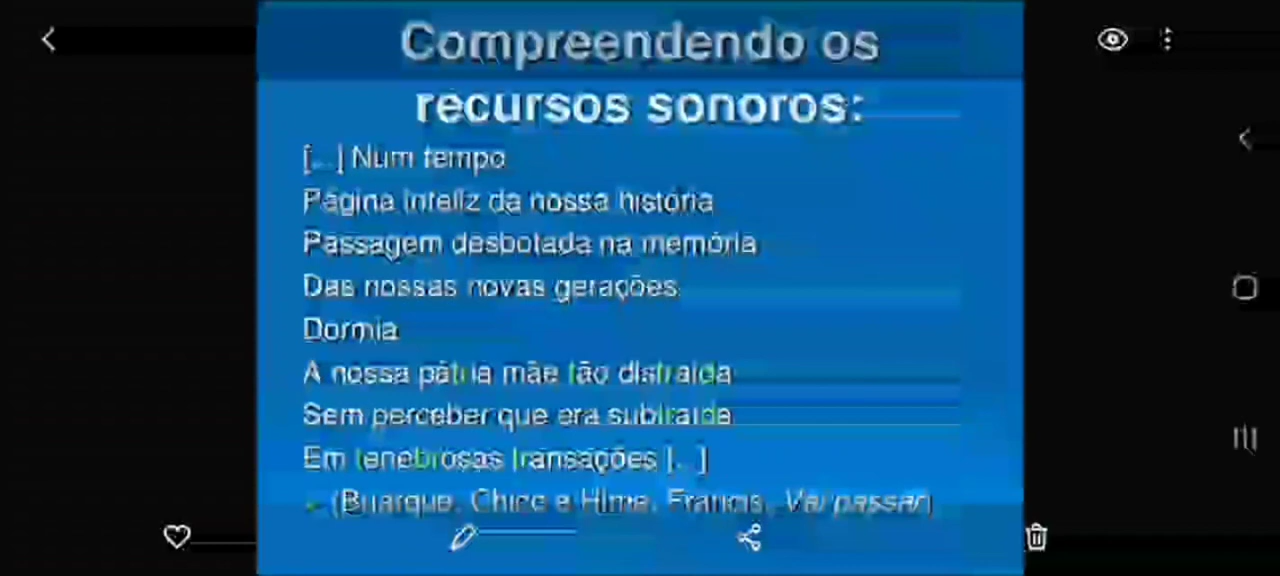 Compreendendo os
recursos sonoros:
[...] Num tempo
Página infeliz da nossa história
Passagem desbotada na memória
Das nossas novas gerações
Dormia
A nossa pátria mãe tão distraída
Sem perceber que era subtraída
Em tenebrosas transações [...]
(Buarque, Chico e Hime, Francis, Vai passar)